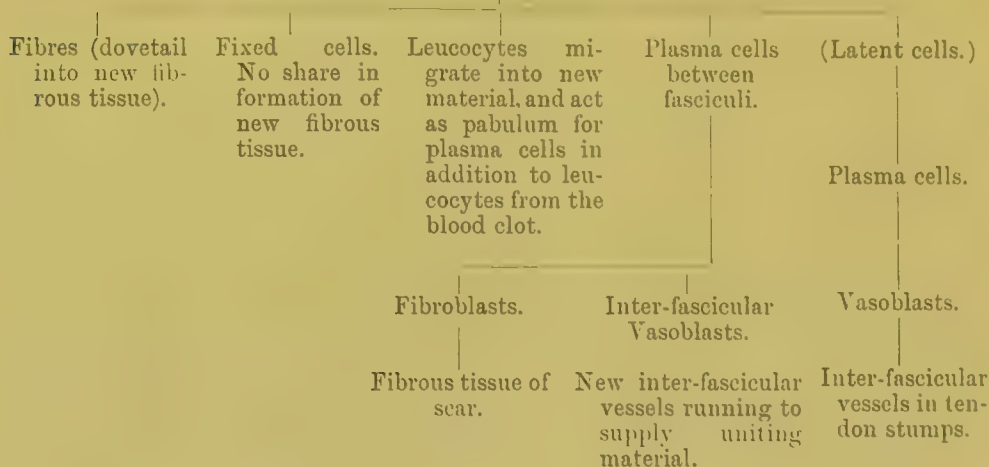 Fibres (dovetail
into new fib-
rous tissue).
Fixed cells.
No share in
formation of
new fibrous
tissue.
Leucocytes mi-
grate into new
material, and act
as pabulum for
plasma cells in
addition to leu-
cocytes from the
blood clot.
Plasma cells
between
fasciculi.
(Latent cells.)
Plasma cells.
Fibroblasts.
Inter-fascicular
Vasoblasts.
Vasoblasts.
Fibrous tissue of
scar.
New inter-fascicular
vessels running to
supply uniting
material.
Inter-fascicular
vessels in ten-
don stumps.